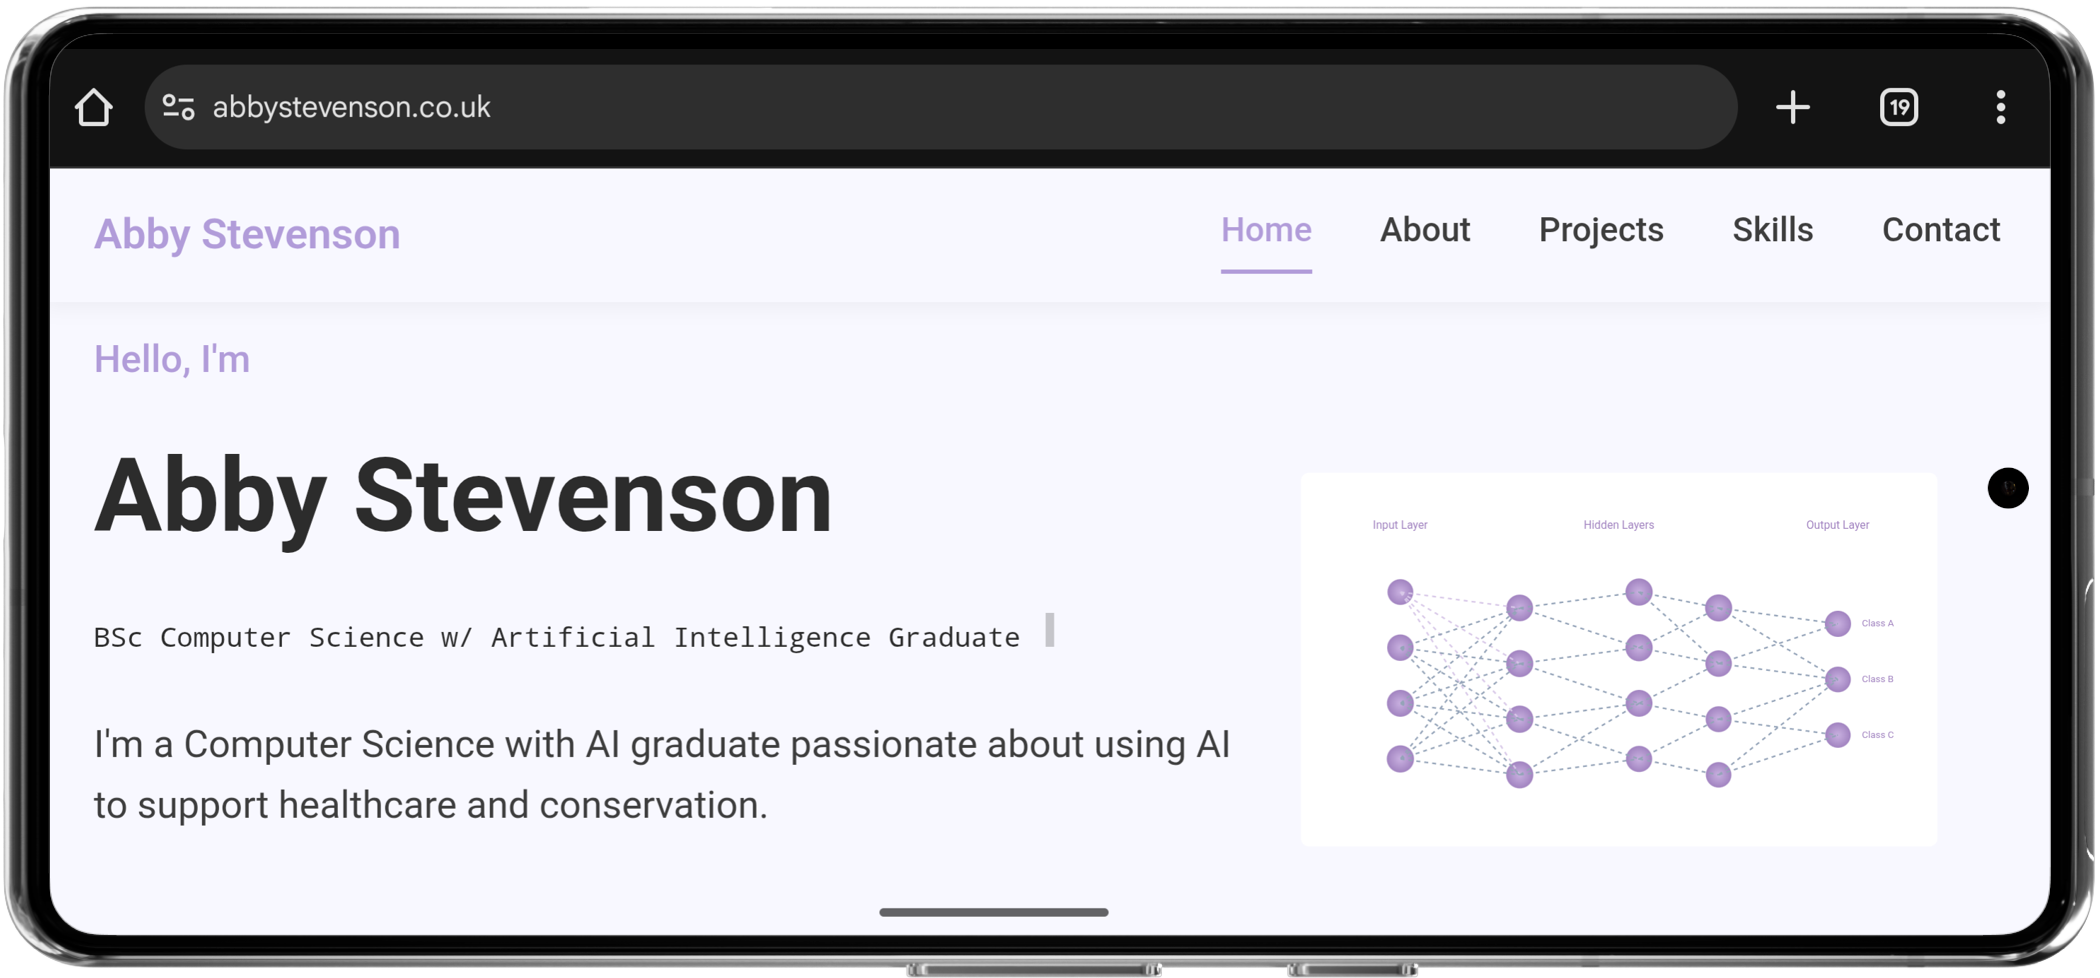 abbystevenson.co.uk
19
Abby Stevenson
Home About Projects Skills Contact
Hello, I'm
Abby Stevenson
BSc Computer Science w/ Artificial Intelligence Graduate
I'm a Computer Science with AI graduate passionate about using AI
to support healthcare and conservation.
Input Layer Hidden Layers Output Layer
Class A
Class B
Class C